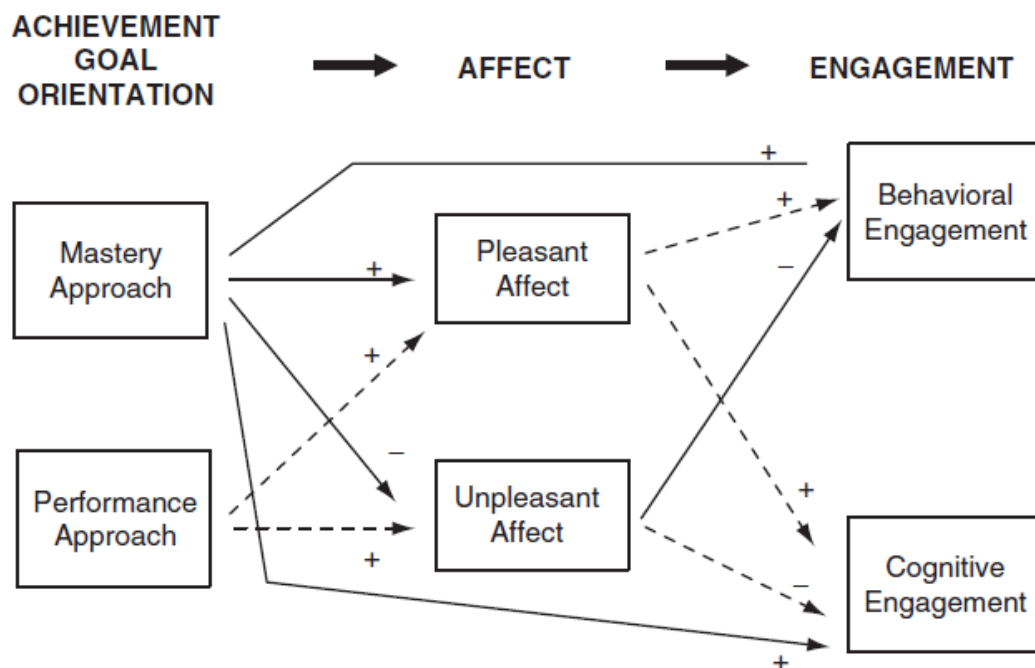 ACHIEVEMENT
GOAL
ORIENTATION
AFFECT
ENGAGEMENT
+
Behavioral
Engagement
+
Mastery
Approach
+
Pleasant
Affect
–
+
–
Performance
Approach
+
Unpleasant
Affect
+
–
Cognitive
Engagement
+